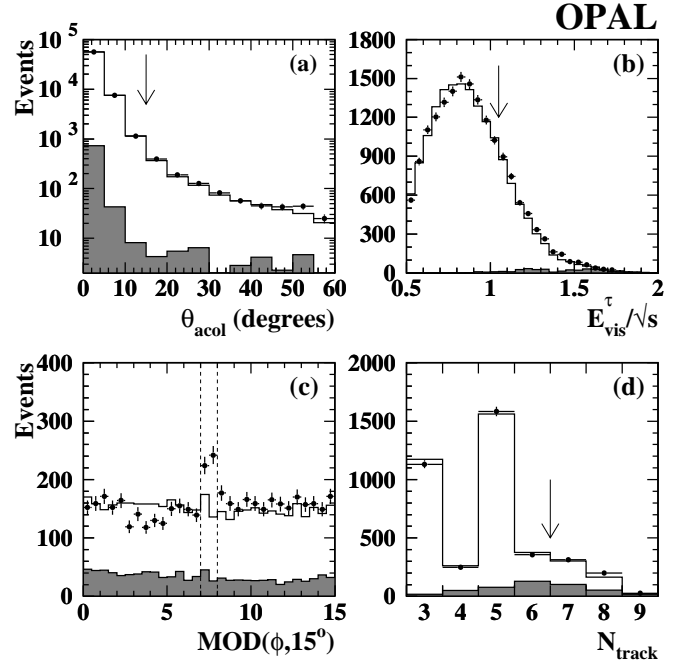 OPAL
Events
10^5
10^4
10^3
10^2
10
0 10 20 30 40 50 60
θ_acol (degrees)
(a)
1800
1500
1200
900
600
300
0
0.5 1 1.5 2
E^τ_vis/√s
(b)
Events
400
300
200
100
0
0 5 10 15
MOD(ϕ,15°)
(c)
2000
1500
1000
500
0
3 4 5 6 7 8 9
N_track
(d)